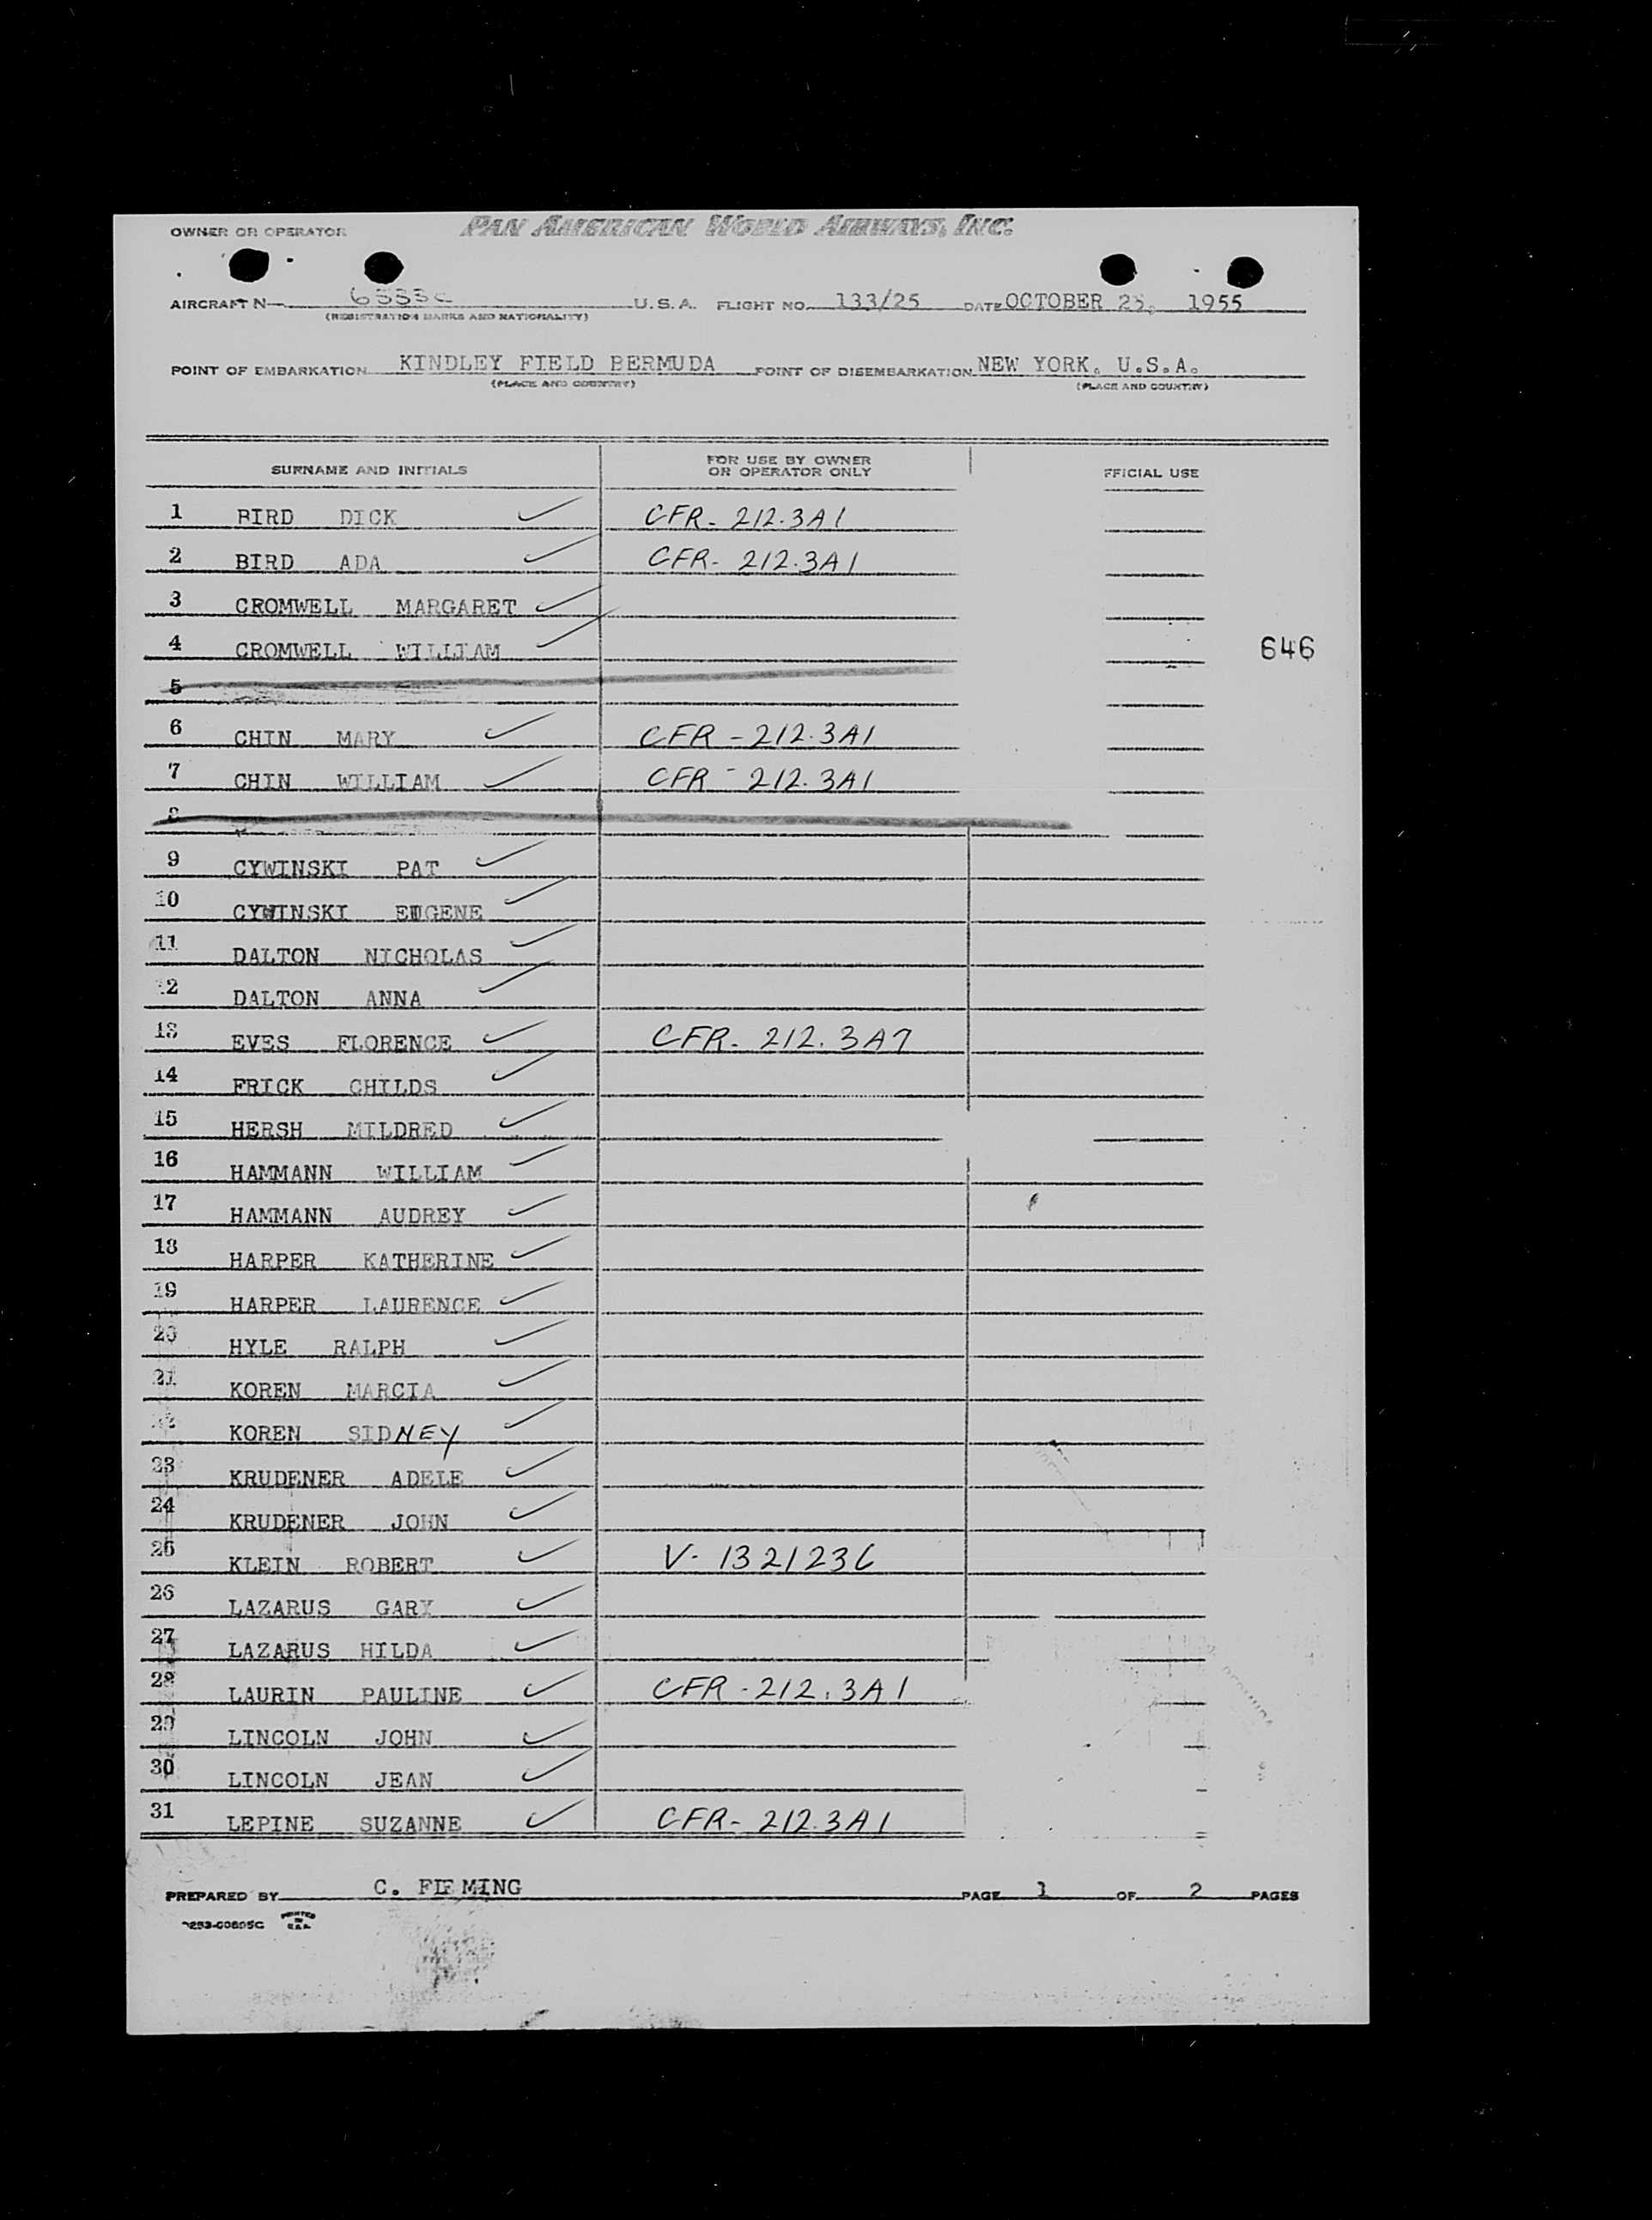 OWNER OR OPERATOR PAN AMERICAN WORLD AIRWAYS, INC.
AIRCRAFT N- U.S.A. FLIGHT NO. 133/25 DATE OCTOBER 25, 1955
(REGISTRATION MARKS AND NATIONALITY)
POINT OF EMBARKATION KINDLEY FIELD BERMUDA POINT OF DISEMBARKATION NEW YORK. U.S.A.
(PLACE AND COUNTRY) (PLACE AND COUNTRY)
SURNAME AND INITIALS FOR USE BY OWNER OR OPERATOR ONLY FFICIAL USE
1 BIRD DICK ✓ CFR- 212.3A1
2 BIRD ADA ✓ CFR- 212.3A1
3 CROMWELL MARGARET ✓
4 CROMWELL WILLIAM ✓ 646
5
6 CHIN MARY ✓ CFR-212.3A1
7 CHIN WILLIAM ✓ CFR-212.3A1
8
9 CYWINSKI PAT ✓
10 CYWINSKI EUGENE ✓
11 DALTON NICHOLAS ✓
12 DALTON ANNA ✓
13 EVES FLORENCE ✓ CFR- 212.3A7
14 FRICK CHILDS ✓
15 HERSH MILDRED ✓
16 HAMMANN WILLIAM ✓
17 HAMMANN AUDREY ✓
18 HARPER KATHERINE ✓
19 HARPER LAURENCE ✓
20 HYLE RALPH ✓
21 KOREN MARCIA ✓
22 KOREN SIDNEY ✓
23 KRUDENER ADELE ✓
24 KRUDENER JOHN ✓
25 KLEIN ROBERT ✓ V- 1321236
26 LAZARUS GARY ✓
27 LAZARUS HILDA ✓
28 LAURIN PAULINE ✓ CFR-212.3A1
29 LINCOLN JOHN ✓
30 LINCOLN JEAN ✓
31 LEPINE SUZANNE ✓ CFR- 212.3A1
PREPARED BY C. FLEMING PAGE 1 OF 2 PAGES
PRINTED IN U.S.A.